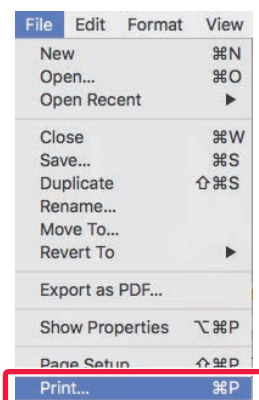 File Edit Format View
New ⌘N
Open... ⌘O
Open Recent ▶
Close ⌘W
Save... ⌘S
Duplicate ⇧⌘S
Rename...
Move To...
Revert To ▶
Export as PDF...
Show Properties ⌥⌘P
Page Setup ⇧⌘P
Print... ⌘P